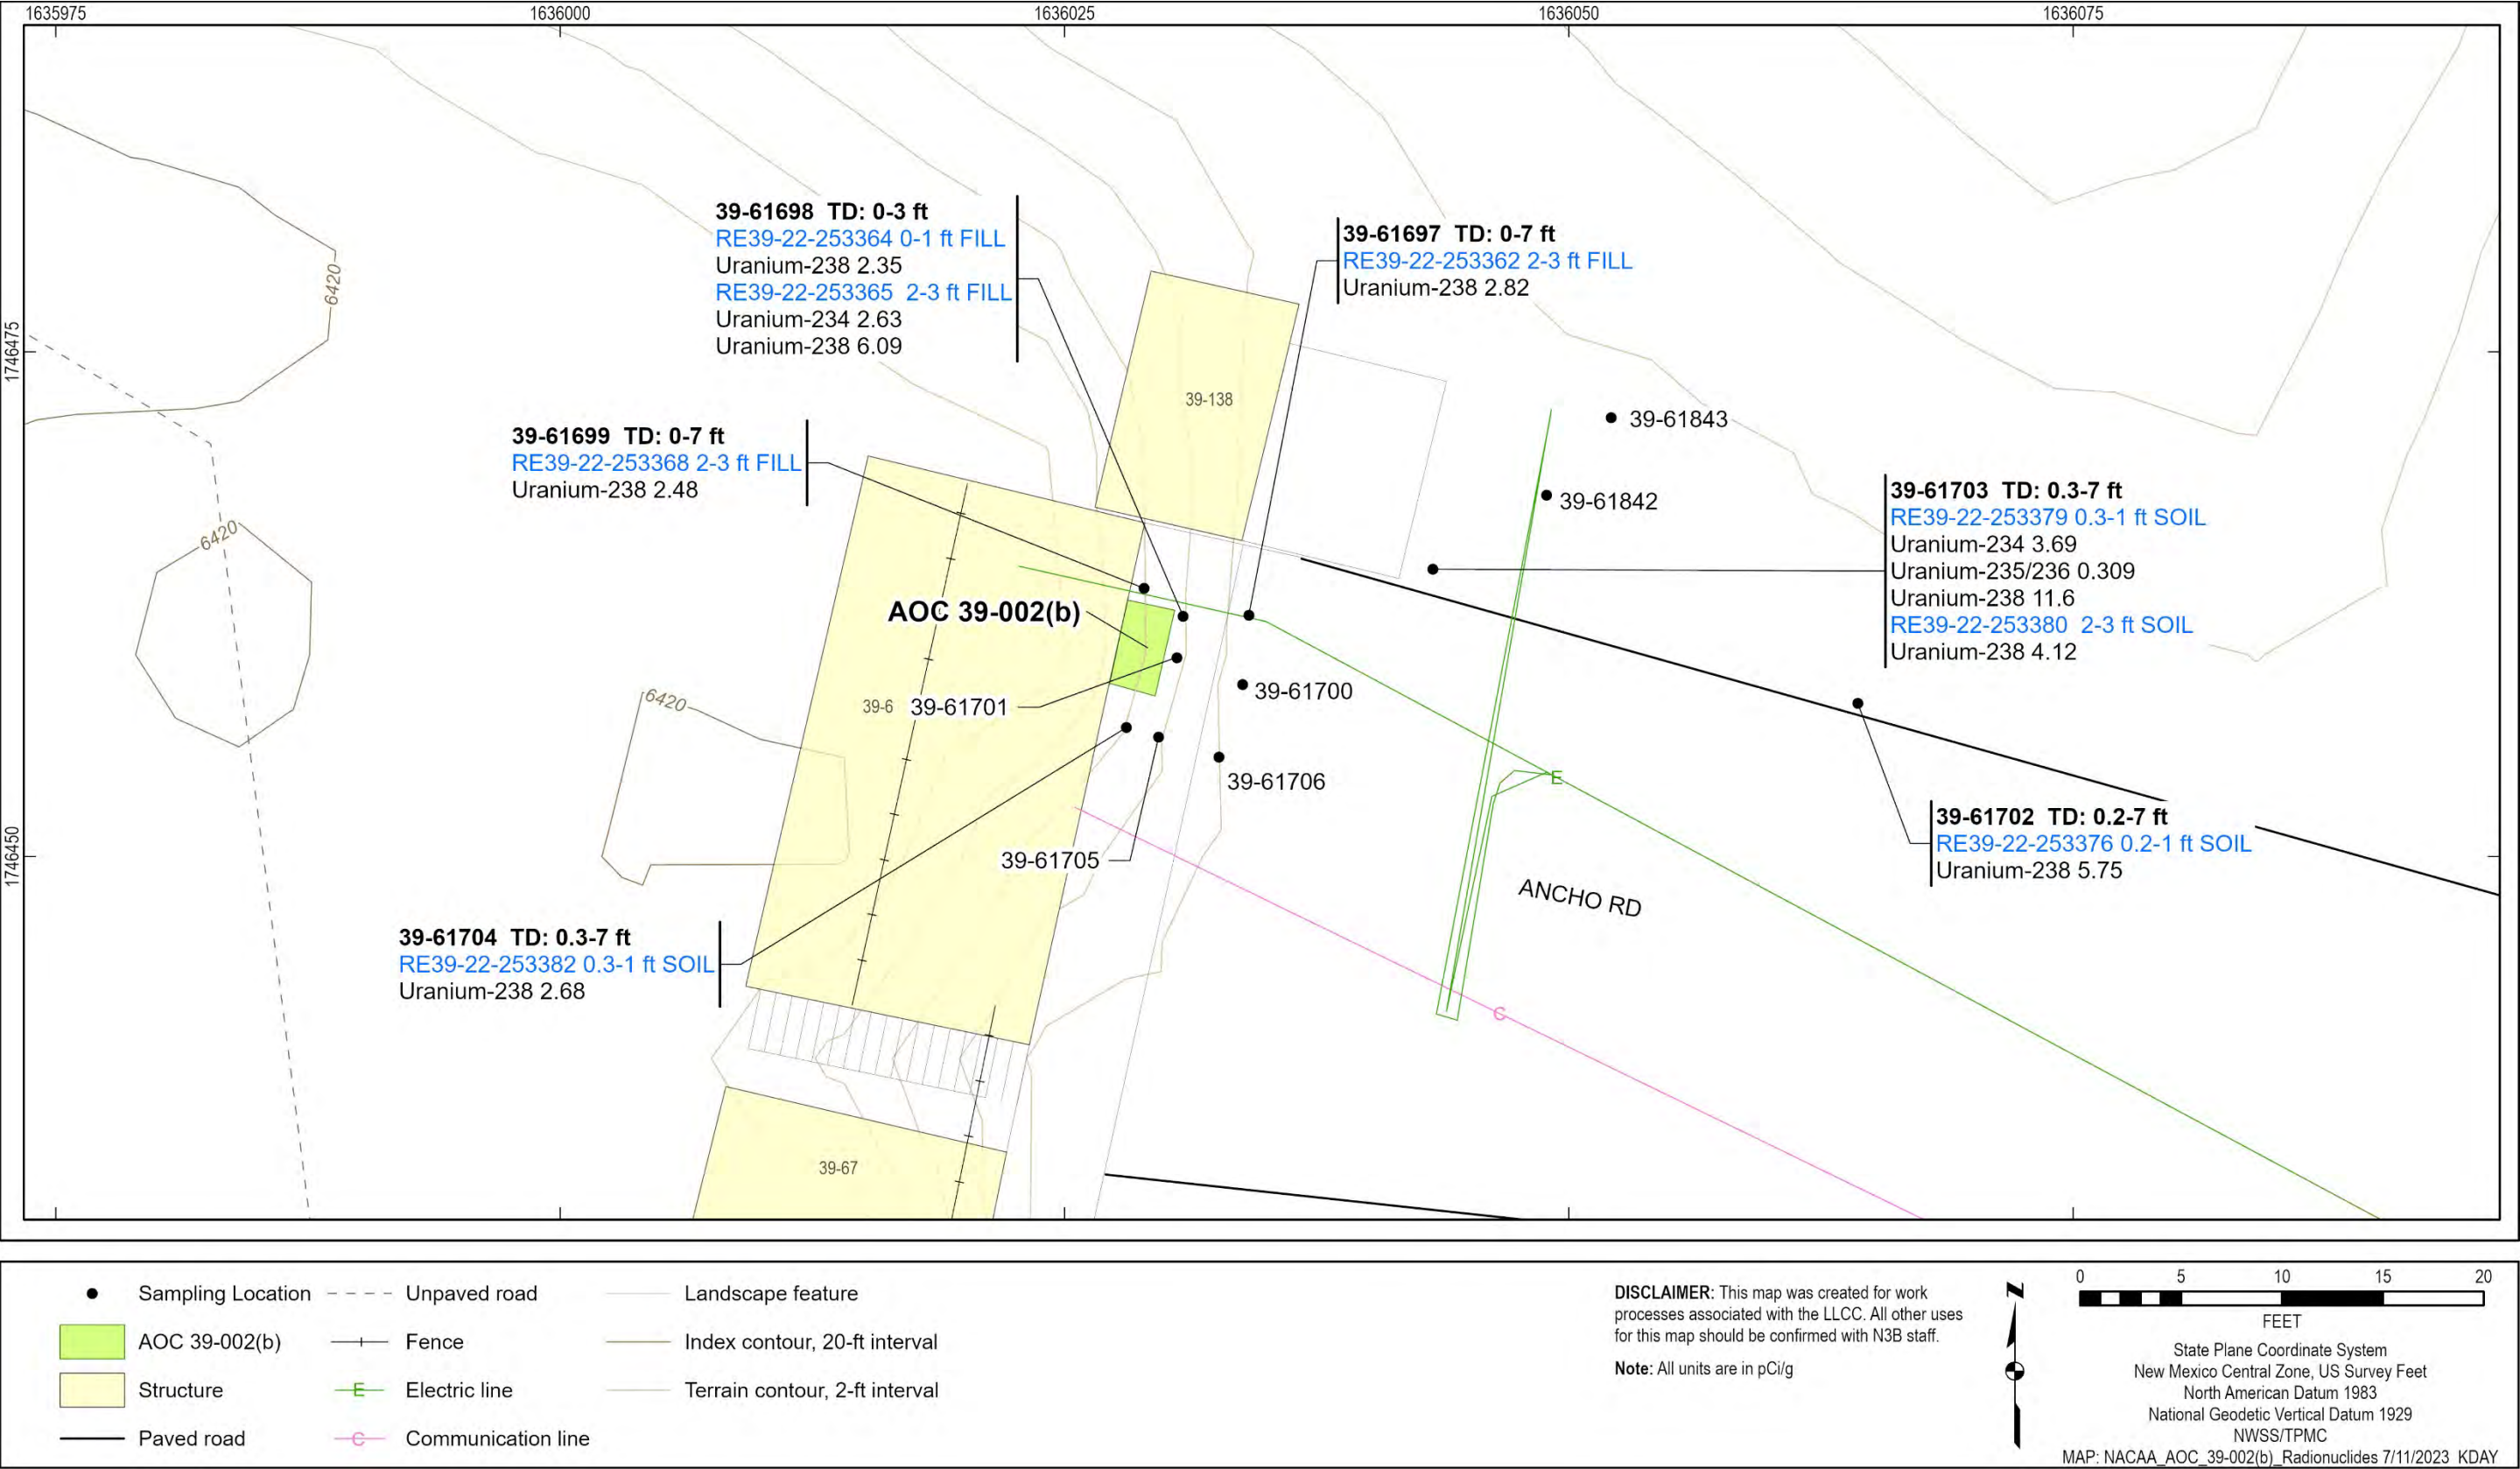 1635975 1636000 1636025 1636050 1636075
39-61698 TD: 0-3 ft
RE39-22-253364 0-1 ft FILL
Uranium-238 2.35
RE39-22-253365 2-3 ft FILL
Uranium-234 2.63
Uranium-238 6.09
39-61697 TD: 0-7 ft
RE39-22-253362 2-3 ft FILL
Uranium-238 2.82
6420
1746475
39-138
39-61843
39-61699 TD: 0-7 ft
RE39-22-253368 2-3 ft FILL
Uranium-238 2.48
39-61842
39-61703 TD: 0.3-7 ft
RE39-22-253379 0.3-1 ft SOIL
Uranium-234 3.69
Uranium-235/236 0.309
Uranium-238 11.6
RE39-22-253380 2-3 ft SOIL
Uranium-238 4.12
6420
AOC 39-002(b)
39-61700
6420
39-6
39-61701
39-61706
E
39-61702 TD: 0.2-7 ft
RE39-22-253376 0.2-1 ft SOIL
Uranium-238 5.75
1746450
39-61705
ANCHO RD
39-61704 TD: 0.3-7 ft
RE39-22-253382 0.3-1 ft SOIL
Uranium-238 2.68
C
39-67
Sampling Location
AOC 39-002(b)
Structure
Paved road
Unpaved road
Fence
E Electric line
C Communication line
Landscape feature
Index contour, 20-ft interval
Terrain contour, 2-ft interval
DISCLAIMER: This map was created for work
processes associated with the LLCC. All other uses
for this map should be confirmed with N3B staff.
Note: All units are in pCi/g
N
0 5 10 15 20
FEET
State Plane Coordinate System
New Mexico Central Zone, US Survey Feet
North American Datum 1983
National Geodetic Vertical Datum 1929
NWSS/TPMC
MAP: NACAA_AOC_39-002(b)_Radionuclides 7/11/2023 KDAY